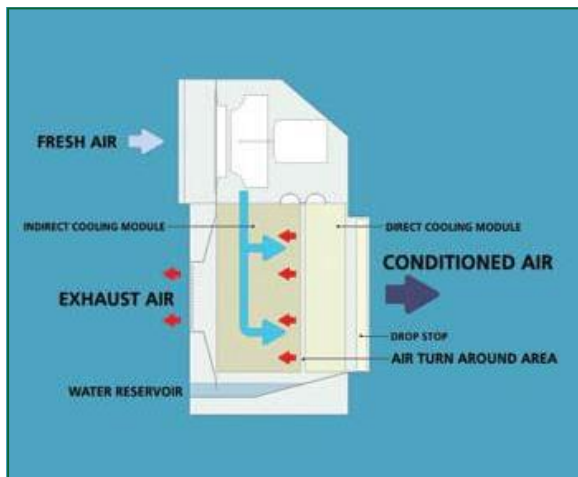 FRESH AIR
INDIRECT COOLING MODULE
DIRECT COOLING MODULE
CONDITIONED AIR
EXHAUST AIR
DROP STOP
AIR TURN AROUND AREA
WATER RESERVOIR